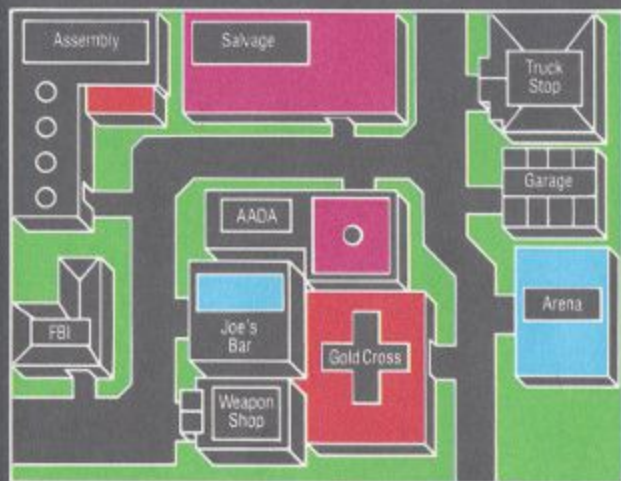 Assembly
Salvage
Truck
Stop
Garage
AADA
Arena
FBI
Joe's
Bar
Gold Cross
Weapon
Shop